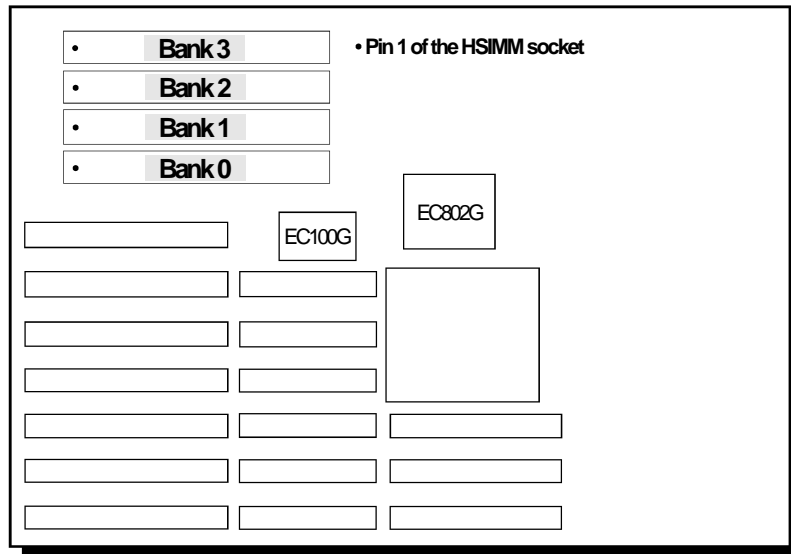 • Bank 3
• Pin 1 of the HSIMM socket
• Bank 2
• Bank 1
• Bank 0
EC802G
EC100G